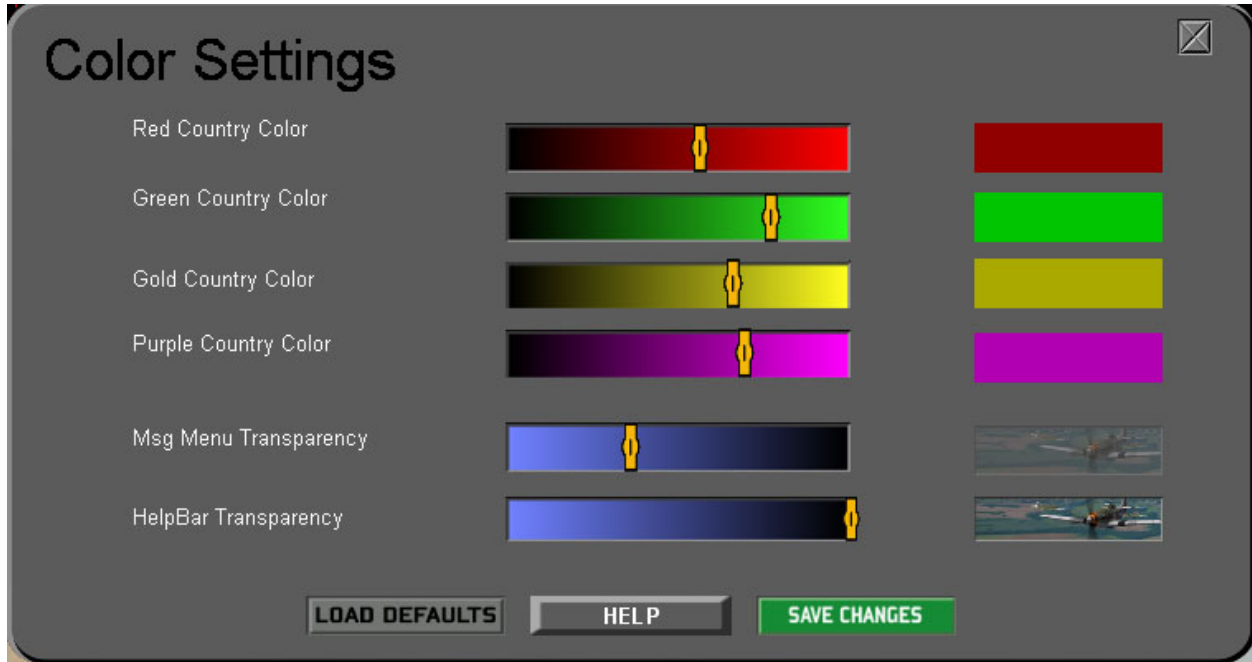 Color Settings
Red Country Color
Green Country Color
Gold Country Color
Purple Country Color
Msg Menu Transparency
HelpBar Transparency
LOAD DEFAULTS
HELP
SAVE CHANGES